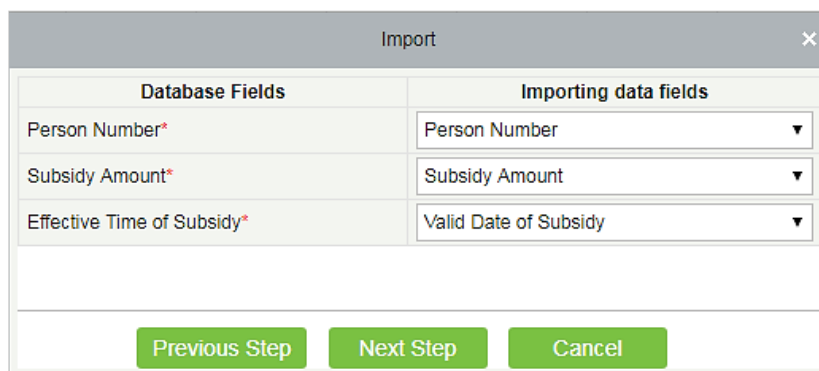 Import ×
Database Fields Importing data fields
Person Number* Person Number
Subsidy Amount* Subsidy Amount
Effective Time of Subsidy* Valid Date of Subsidy
Previous Step Next Step Cancel